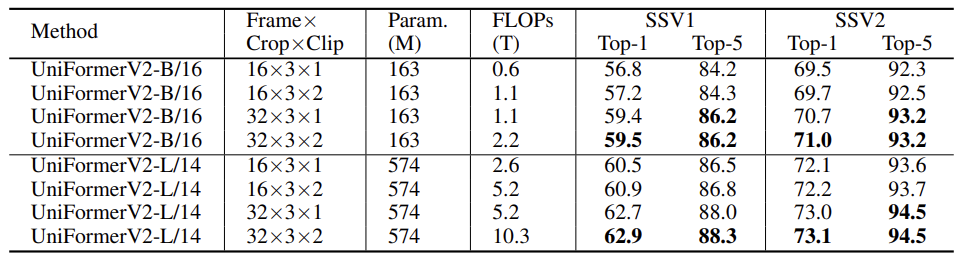 Method Frame× Param. FLOPs SSV1 SSV2
Crop×Clip (M) (T) Top-1 Top-5 Top-1 Top-5
UniFormerV2-B/16 16×3×1 163 0.6 56.8 84.2 69.5 92.3
UniFormerV2-B/16 16×3×2 163 1.1 57.2 84.3 69.7 92.5
UniFormerV2-B/16 32×3×1 163 1.1 59.4 86.2 70.7 93.2
UniFormerV2-B/16 32×3×2 163 2.2 59.5 86.2 71.0 93.2
UniFormerV2-L/14 16×3×1 574 2.6 60.5 86.5 72.1 93.6
UniFormerV2-L/14 16×3×2 574 5.2 60.9 86.8 72.2 93.7
UniFormerV2-L/14 32×3×1 574 5.2 62.7 88.0 73.0 94.5
UniFormerV2-L/14 32×3×2 574 10.3 62.9 88.3 73.1 94.5